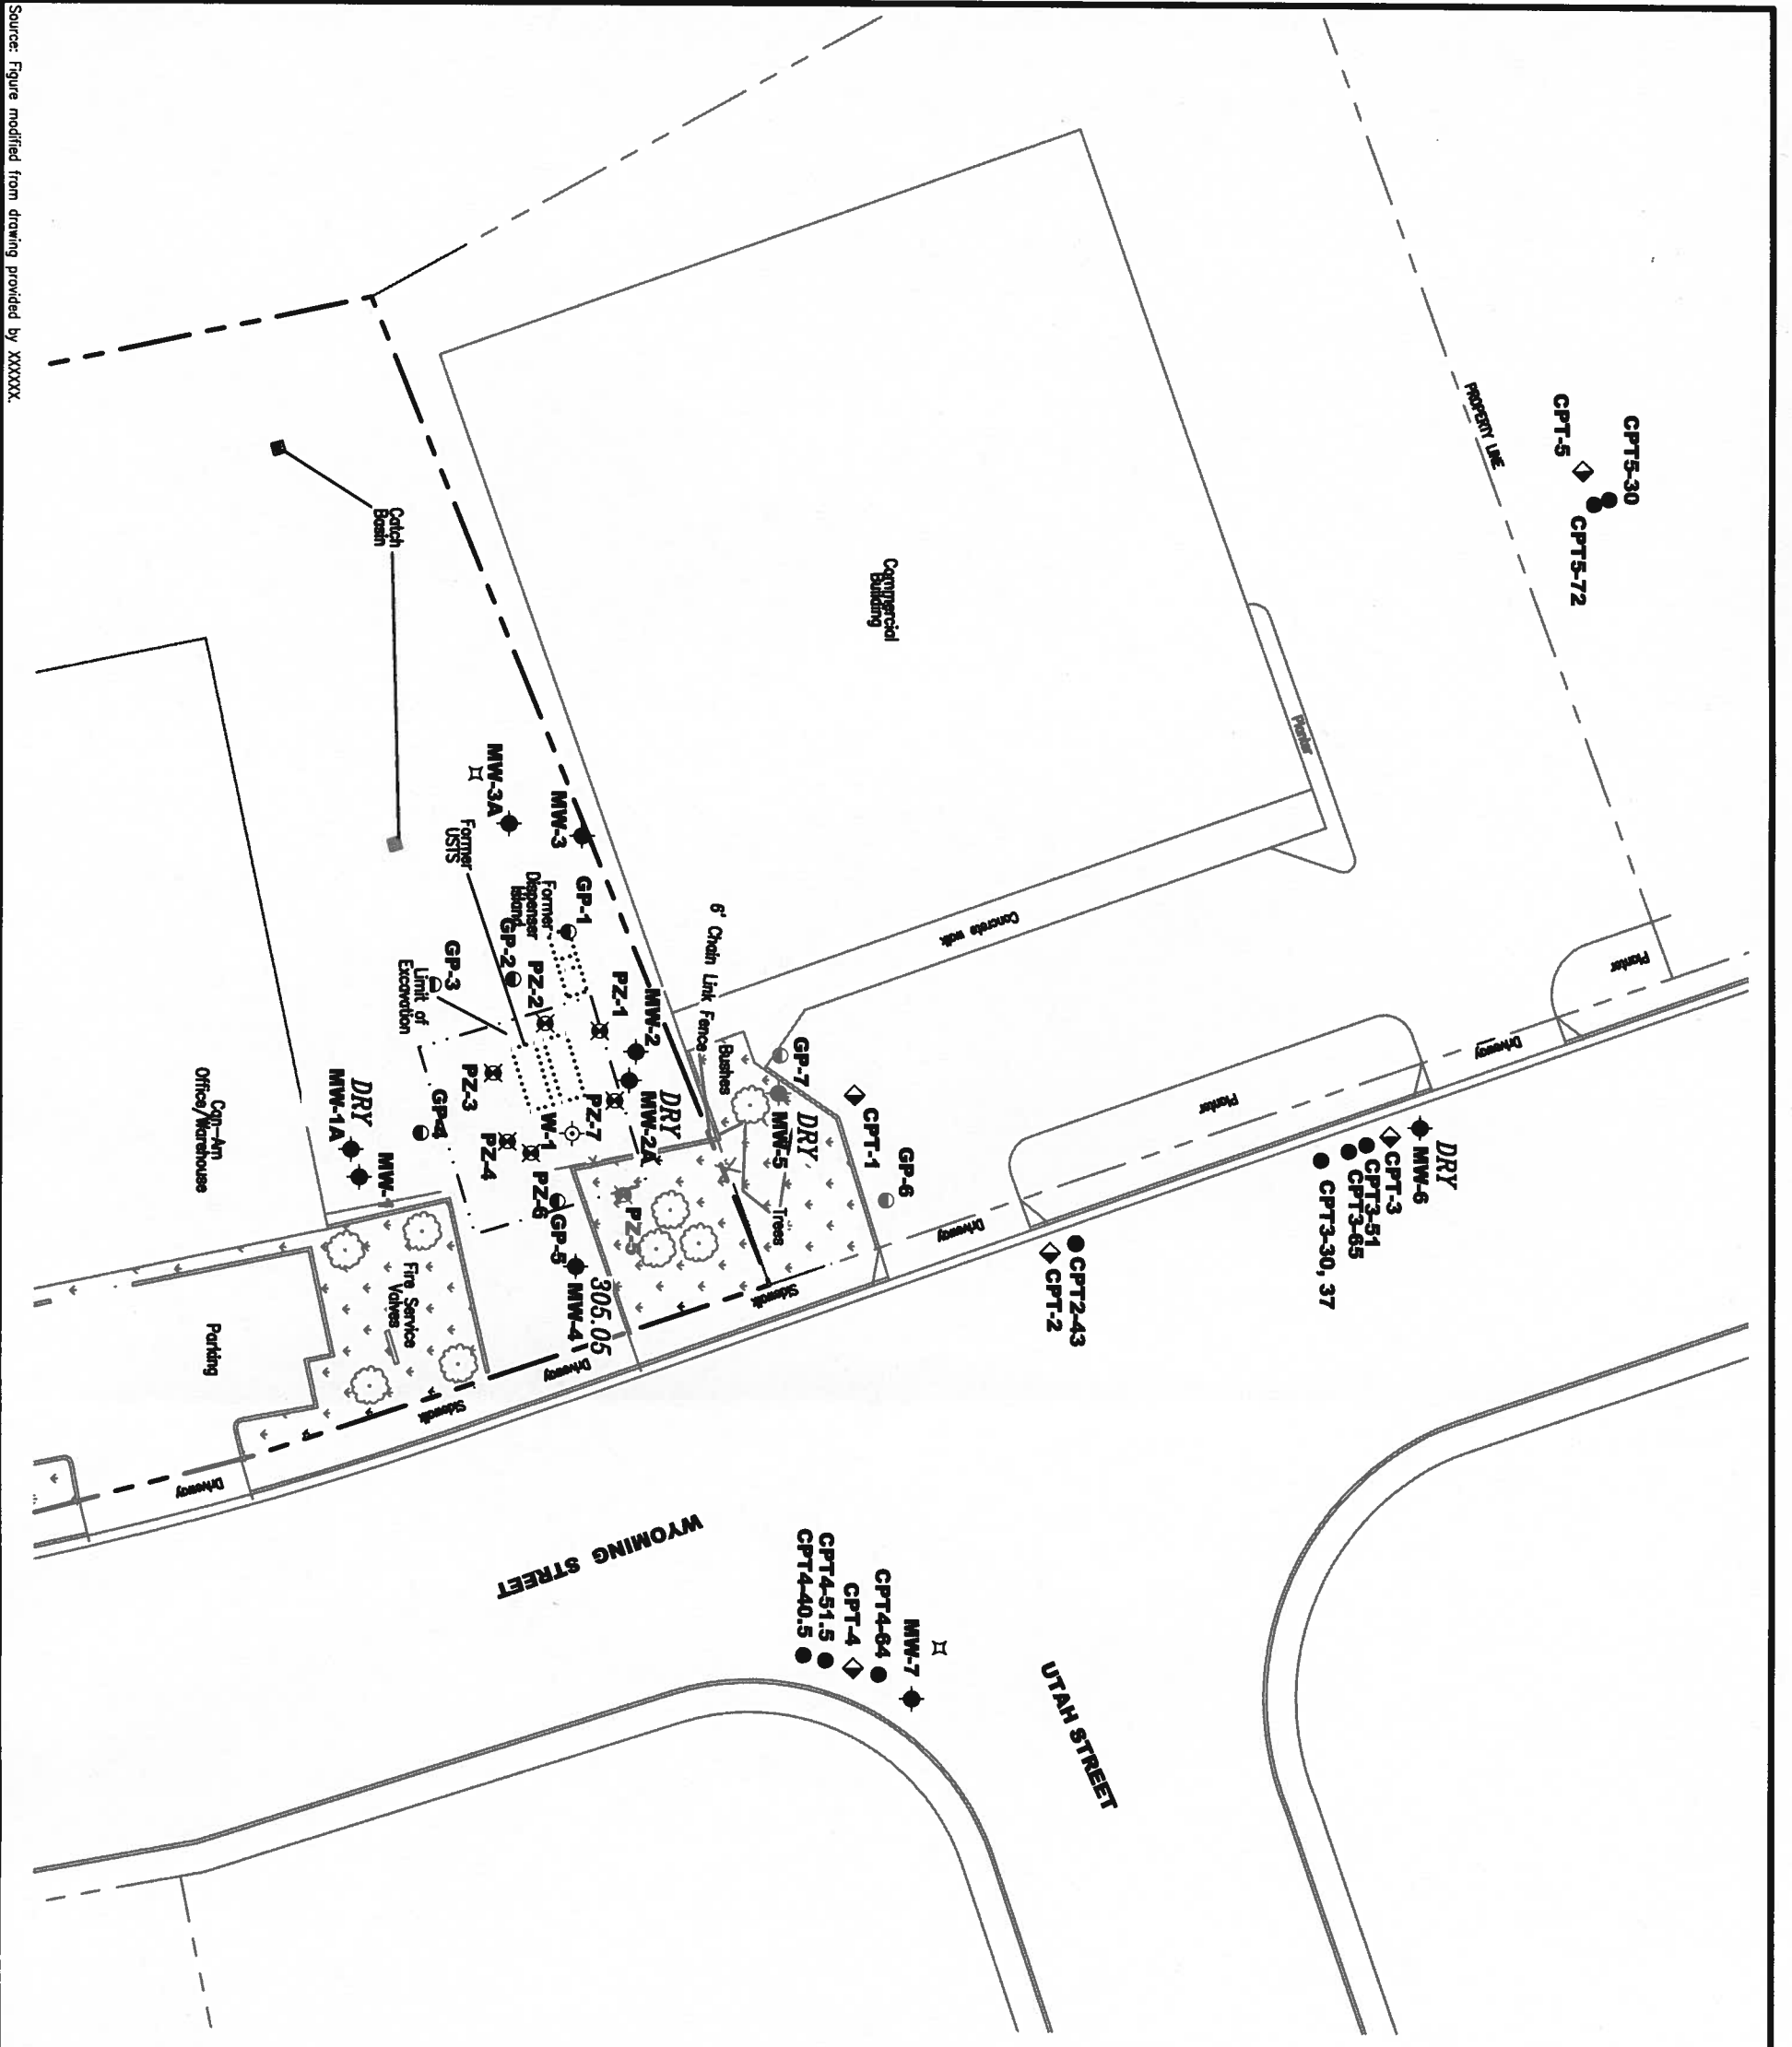 CPT5-30
CPT-5
CPT5-72
PROPERTY LINE
Commercial
Building
Planter
Concrete walk
Planter
Driveway
Planter
Driveway
DRY
MW-6
CPT-3
CPT3-51
CPT3-65
CPT3-30, 37
CPT2-43
CPT-2
GP-6
CPT-1
GP-7
DRY
MW-5
Trees
Sidewalk
6' Chain Link Fence
Bushes
MW-2
PZ-1
DRY
MW-2A
PZ-7
PZ-5
W-1
GP-1
MW-3
MW-3A
Former
Dispenser
Island
GP-2
PZ-2
Former
USTS
GP-3
Limit of
Excavation
PZ-3
PZ-4
PZ-6
GP-5
GP-4
305.05
MW-4
Driveway
Catch
Basin
DRY
MW-1A
MW-1
Can-Am
Office/Warehouse
Fire Service
Valves
Parking
Sidewalk
Driveway
WYOMING STREET
UTAH STREET
MW-7
CPT4-64
CPT-4
CPT4-51.5
CPT4-40.5
Source: Figure modified from drawing provided by XXXXXX.